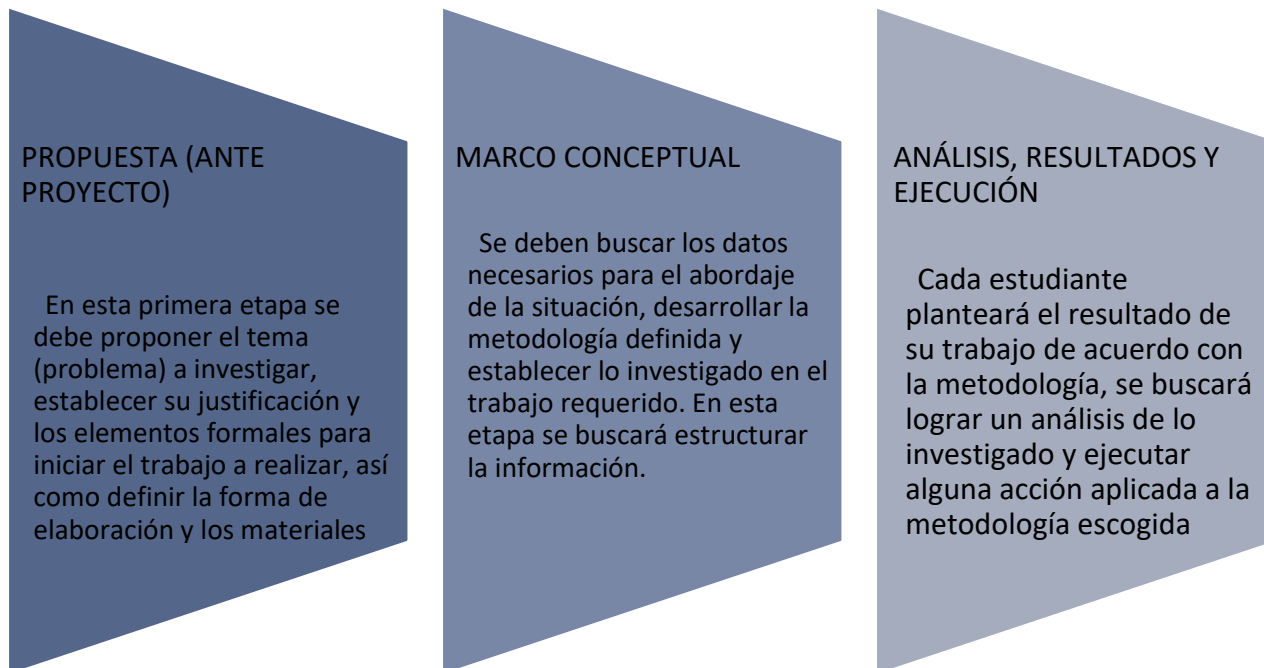 PROPUESTA (ANTE
PROYECTO)
En esta primera etapa se
debe proponer el tema
(problema) a investigar,
establecer su justificación y
los elementos formales para
iniciar el trabajo a realizar, así
como definir la forma de
elaboración y los materiales
MARCO CONCEPTUAL
Se deben buscar los datos
necesarios para el abordaje
de la situación, desarrollar la
metodología definida y
establecer lo investigado en el
trabajo requerido. En esta
etapa se buscará estructurar
la información.
ANÁLISIS, RESULTADOS Y
EJECUCIÓN
Cada estudiante
planteará el resultado de
su trabajo de acuerdo con
la metodología, se buscará
lograr un análisis de lo
investigado y ejecutar
alguna acción aplicada a la
metodología escogida